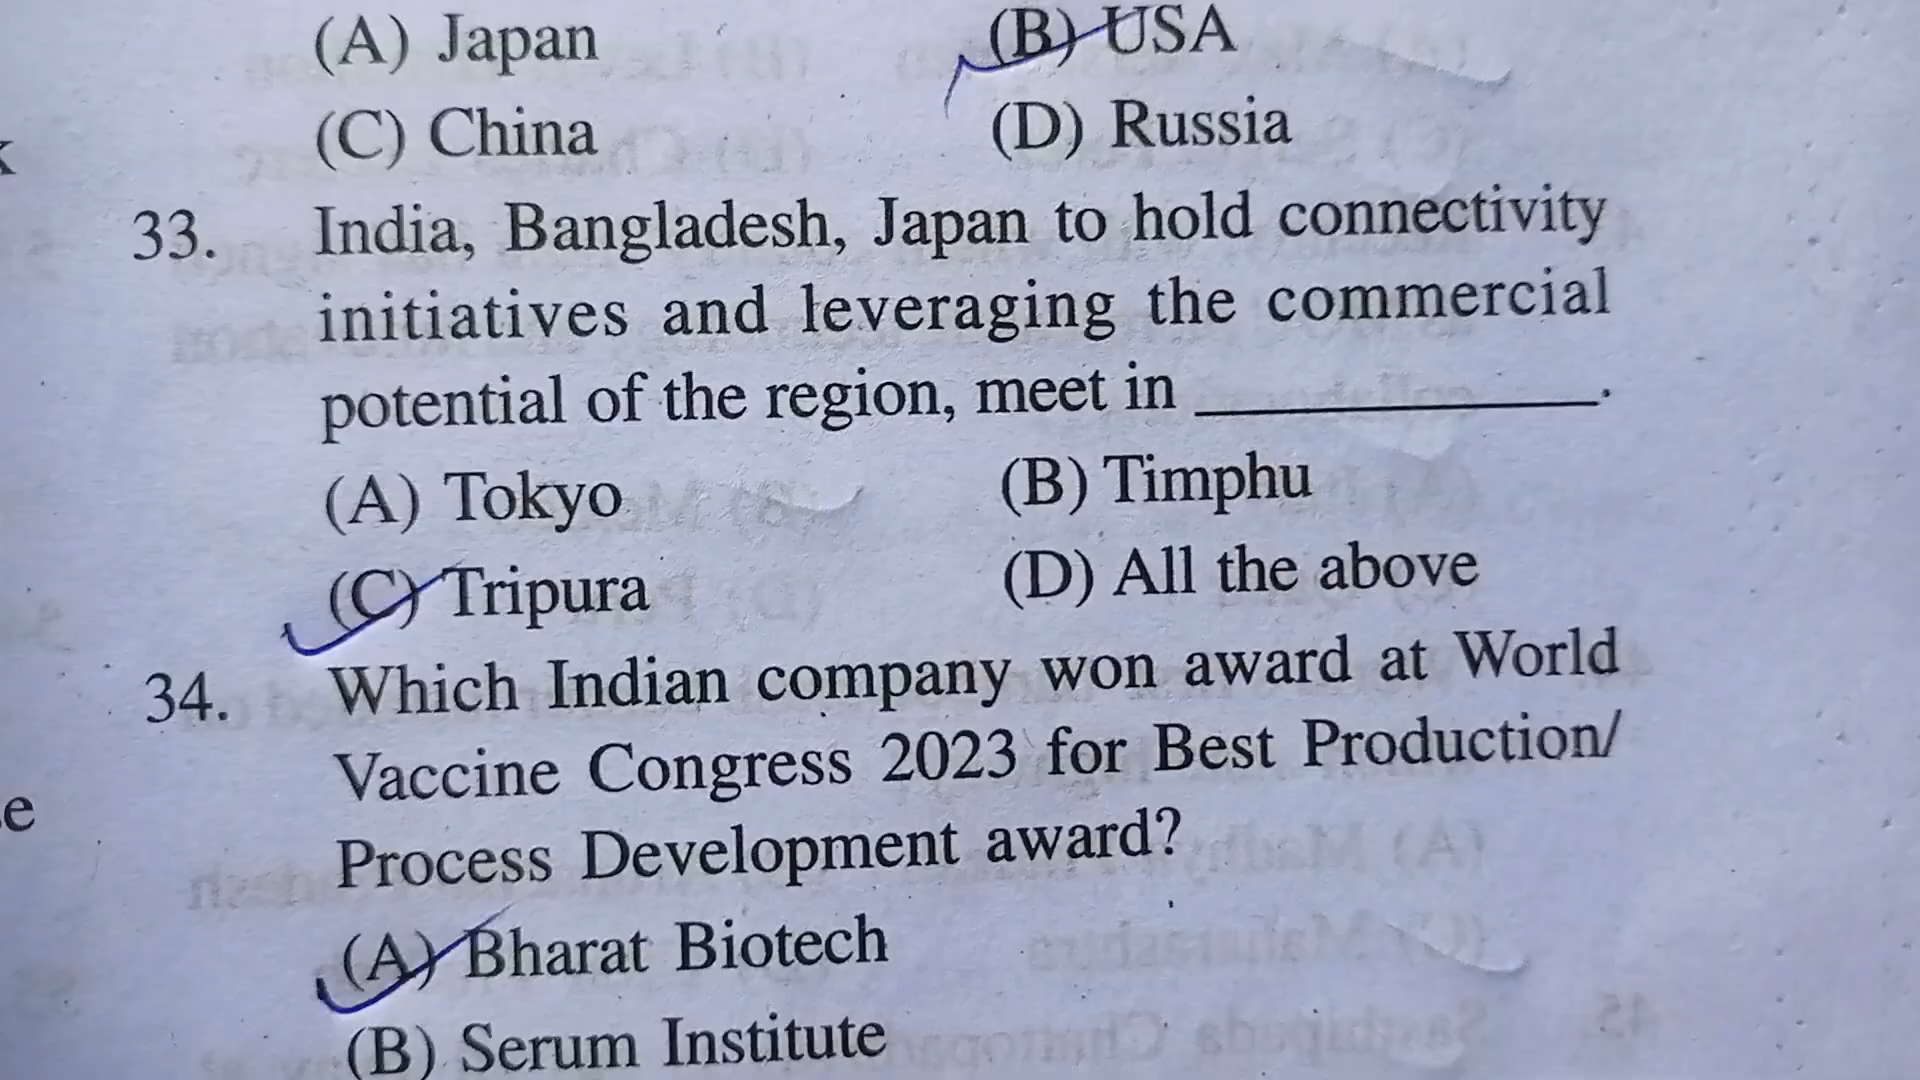 (A) Japan (B) USA
(C) China (D) Russia
33. India, Bangladesh, Japan to hold connectivity
initiatives and leveraging the commercial
potential of the region, meet in ____________.
(A) Tokyo (B) Timphu
(C) Tripura (D) All the above
34. Which Indian company won award at World
Vaccine Congress 2023 for Best Production/
Process Development award?
(A) Bharat Biotech
(B) Serum Institute